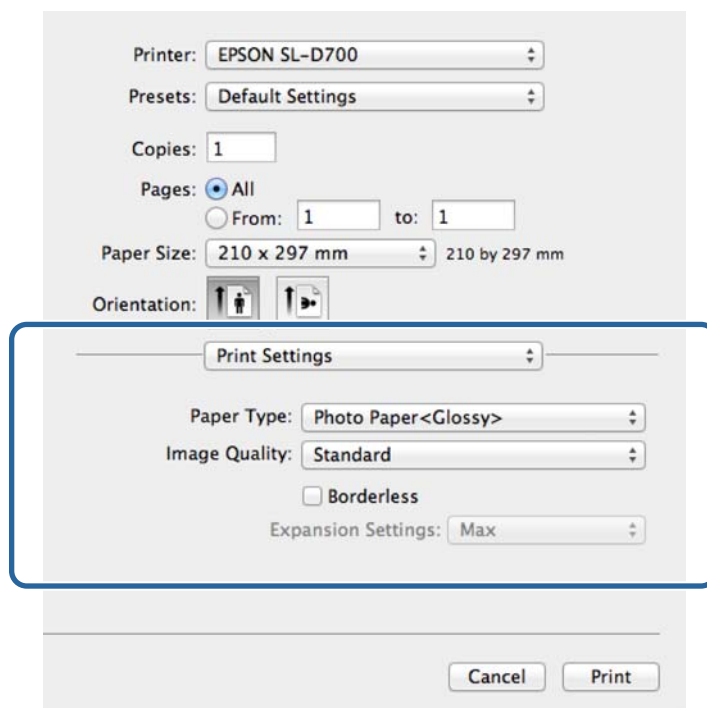 Printer: EPSON SL-D700
Presets: Default Settings
Copies: 1
Pages: All
From: 1 to: 1
Paper Size: 210 x 297 mm 210 by 297 mm
Orientation:
Print Settings
Paper Type: Photo Paper<Glossy>
Image Quality: Standard
Borderless
Expansion Settings: Max
Cancel Print